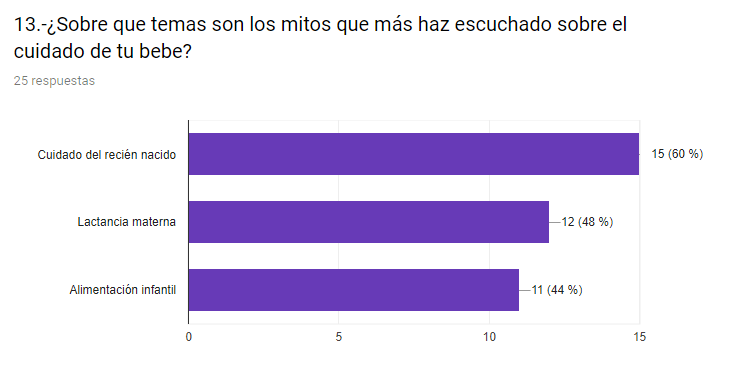 13.-¿Sobre que temas son los mitos que más haz escuchado sobre el
cuidado de tu bebe?
25 respuestas
Cuidado del recién nacido
15 (60 %)
Lactancia materna
12 (48 %)
Alimentación infantil
11 (44 %)
0
5
10
15